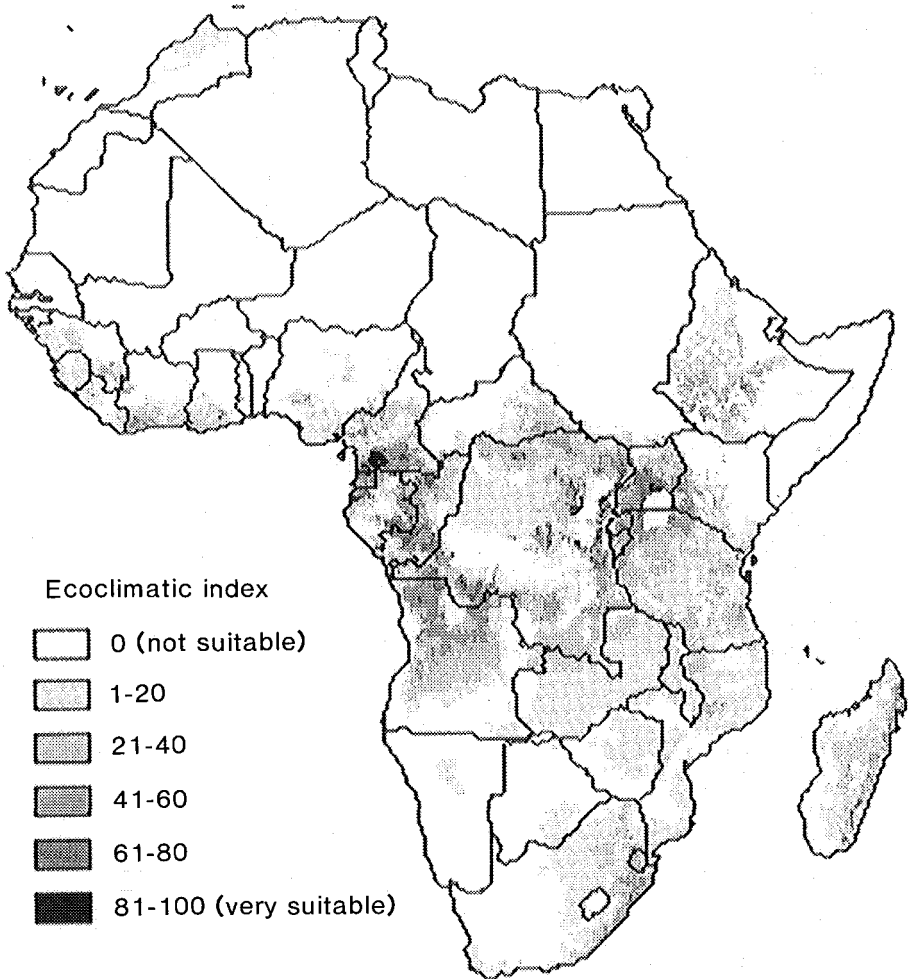 Ecoclimatic index
0 (not suitable)
1-20
21-40
41-60
61-80
81-100 (very suitable)